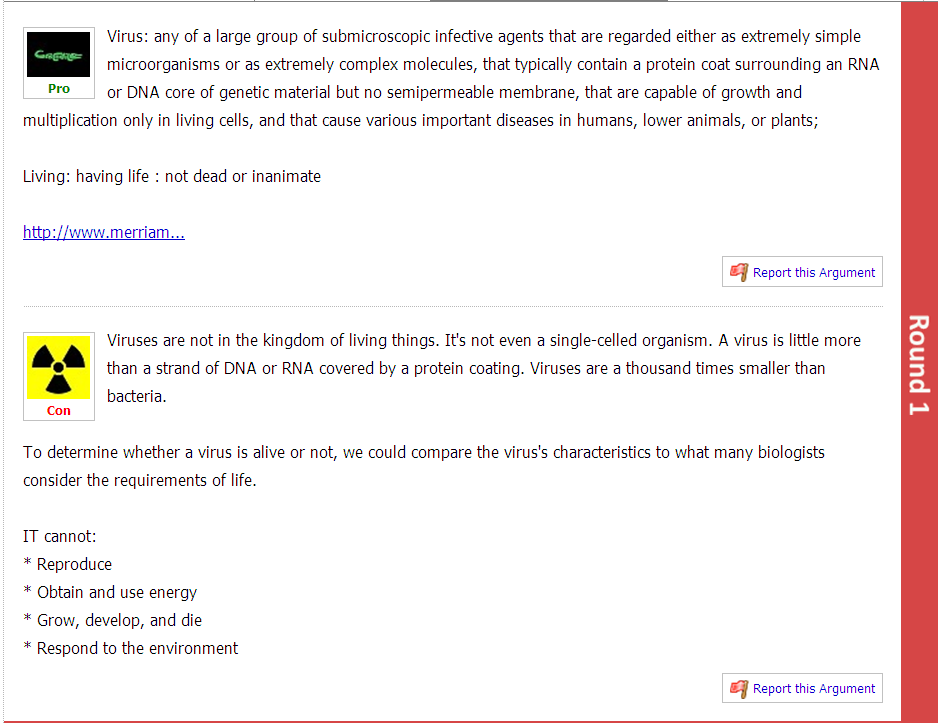 Virus: any of a large group of submicroscopic infective agents that are regarded either as extremely simple
microorganisms or as extremely complex molecules, that typically contain a protein coat surrounding an RNA
Pro
or DNA core of genetic material but no semipermeable membrane, that are capable of growth and
multiplication only in living cells, and that cause various important diseases in humans, lower animals, or plants;
Living: having life : not dead or inanimate
http://www.merriam...
Report this Argument
Round 1
Viruses are not in the kingdom of living things. It's not even a single-celled organism. A virus is little more
than a strand of DNA or RNA covered by a protein coating. Viruses are a thousand times smaller than
bacteria.
Con
To determine whether a virus is alive or not, we could compare the virus's characteristics to what many biologists
consider the requirements of life.
IT cannot:
* Reproduce
* Obtain and use energy
* Grow, develop, and die
* Respond to the environment
Report this Argument